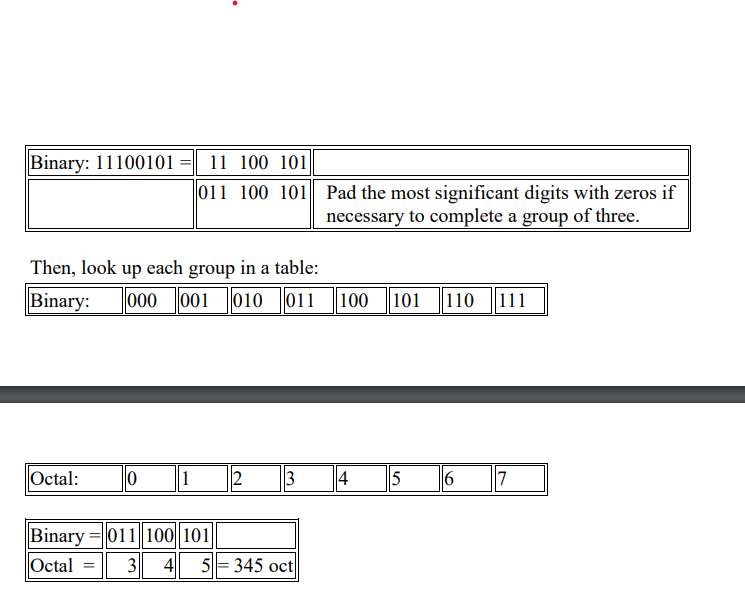 Binary: 11100101 = 11 100 101
011 100 101 Pad the most significant digits with zeros if
necessary to complete a group of three.
Then, look up each group in a table:
Binary: 000 001 010 011 100 101 110 111
Octal: 0 1 2 3 4 5 6 7
Binary = 011 100 101
Octal = 3 4 5 = 345 oct